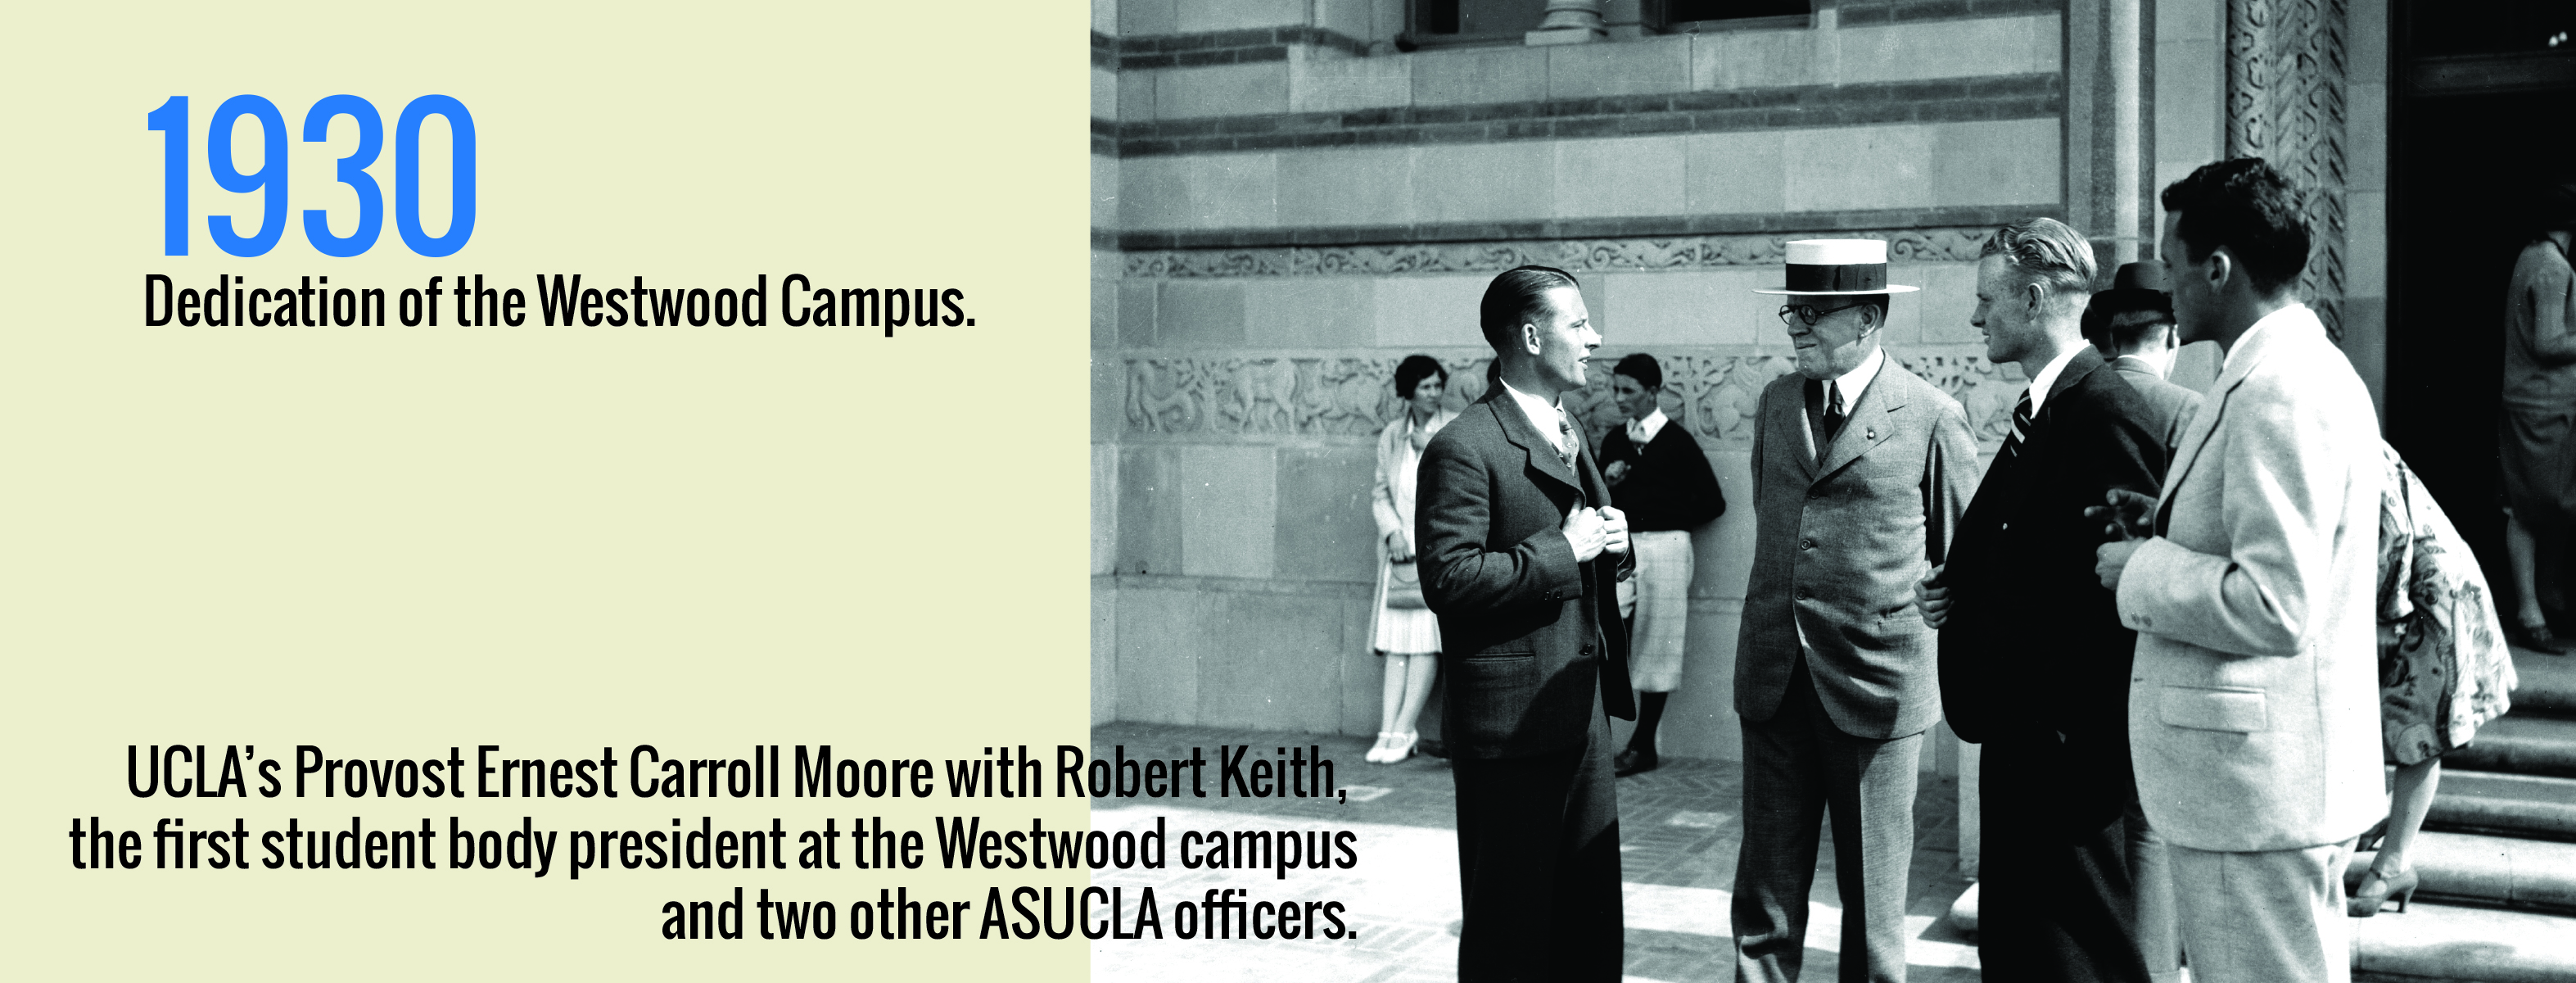 1930
Dedication of the Westwood Campus.
UCLA’s Provost Ernest Carroll Moore with Robert Keith,
the first student body president at the Westwood campus
and two other ASUCLA officers.